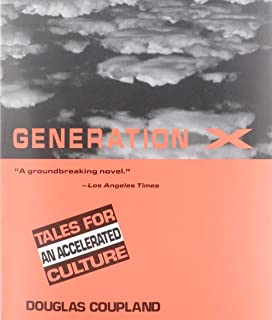 GENERATION X
"A groundbreaking novel."
—Los Angeles Times
TALES FOR
AN ACCELERATED
CULTURE
DOUGLAS COUPLAND